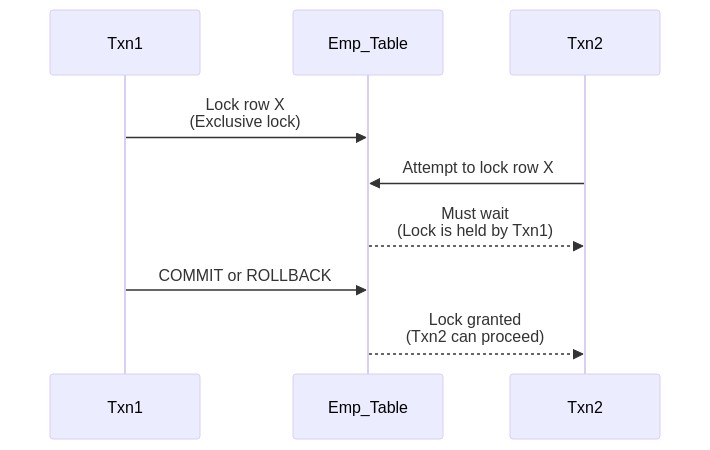 Txn1
Emp_Table
Txn2
Lock row X
(Exclusive lock)
Attempt to lock row X
Must wait
(Lock is held by Txn1)
COMMIT or ROLLBACK
Lock granted
(Txn2 can proceed)
Txn1
Emp_Table
Txn2